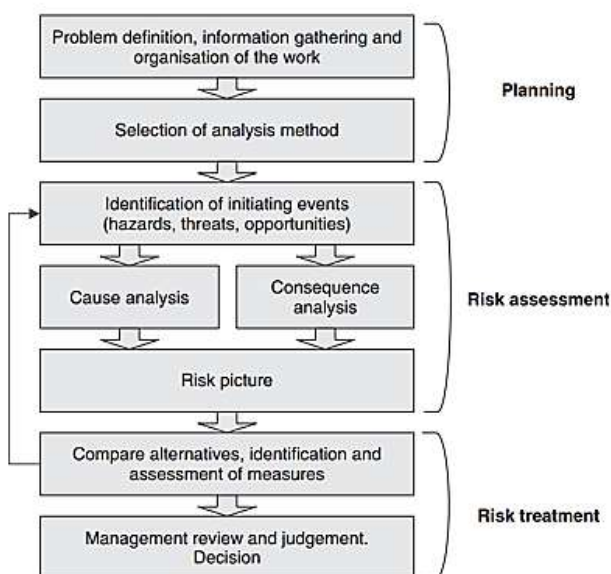 Problem definition, information gathering and
organisation of the work
Planning
Selection of analysis method
Identification of initiating events
(hazards, threats, opportunities)
Cause analysis
Consequence
analysis
Risk assessment
Risk picture
Compare alternatives, identification and
assessment of measures
Risk treatment
Management review and judgement.
Decision